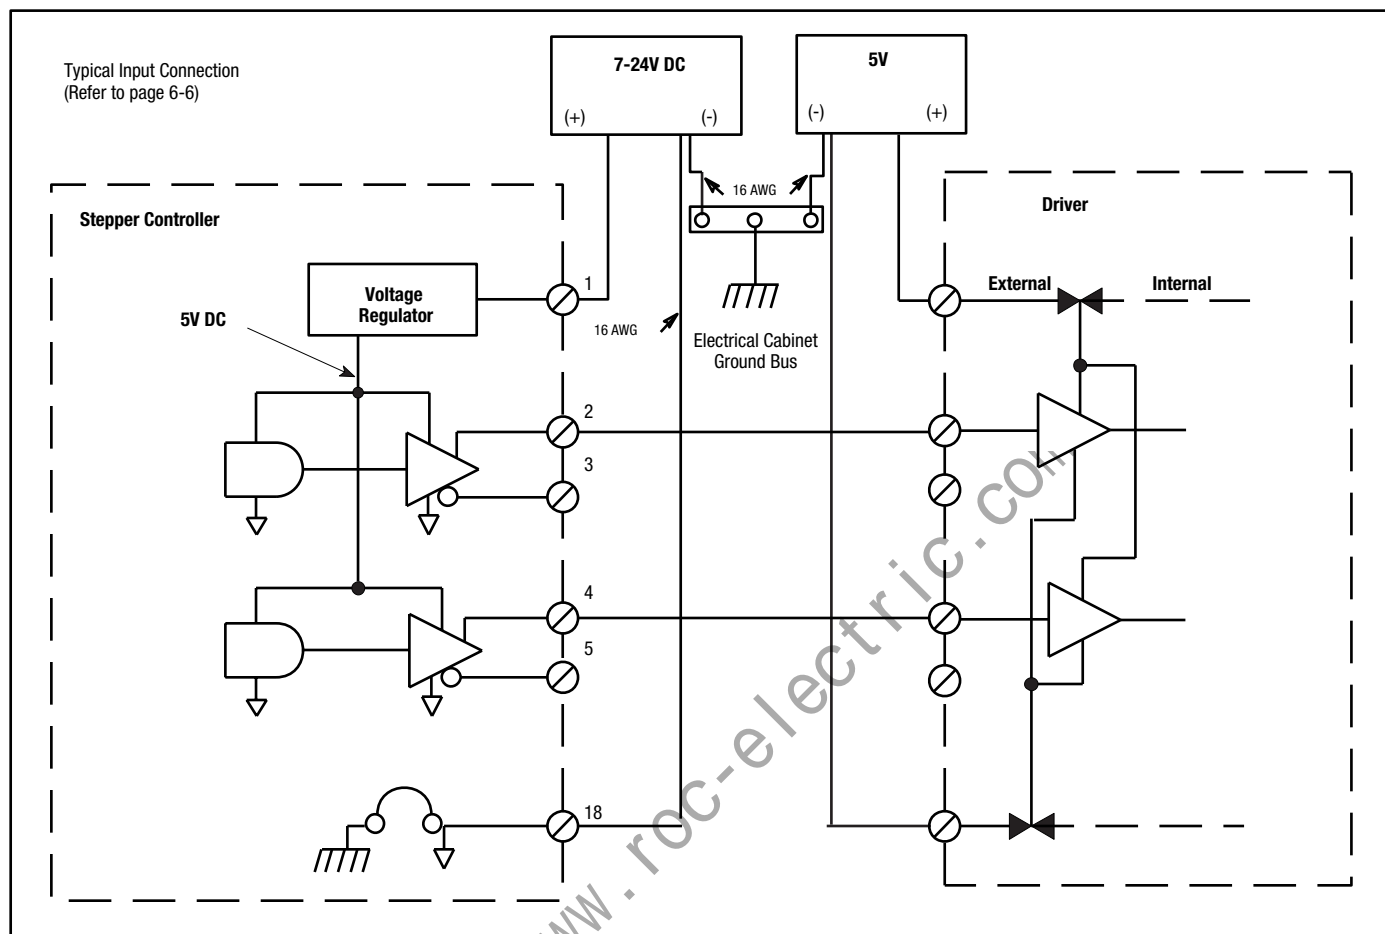 Typical Input Connection
(Refer to page 6-6)
7-24V DC
(+)
(-)
5V
(-)
(+)
16 AWG
Stepper Controller
Driver
Voltage
Regulator
1
External
Internal
5V DC
16 AWG
Electrical Cabinet
Ground Bus
2
3
4
5
18
ww.roc-electric.com